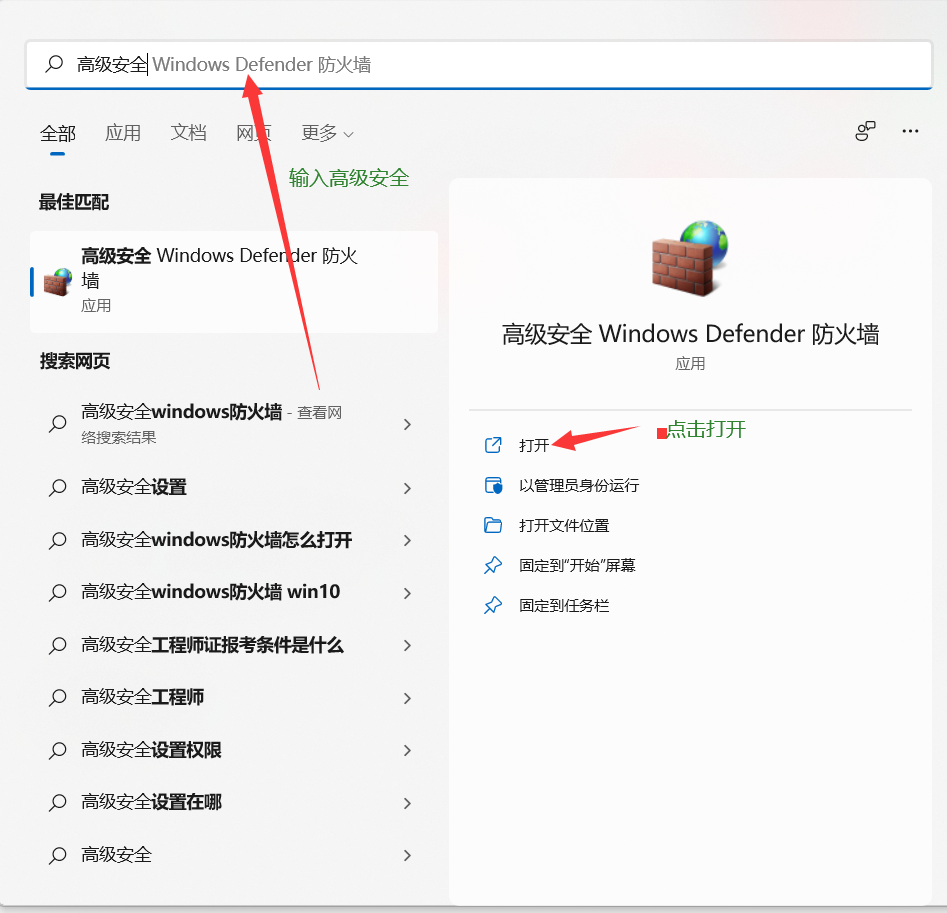 高级安全 Windows Defender 防火墙
全部 应用 文档 网页 更多
输入高级安全
最佳匹配
高级安全 Windows Defender 防火
墙
应用
搜索网页
高级安全windows防火墙 - 查看网
络搜索结果
高级安全设置
高级安全windows防火墙怎么打开
高级安全windows防火墙 win10
高级安全工程师证报考条件是什么
高级安全工程师
高级安全设置权限
高级安全设置在哪
高级安全
高级安全 Windows Defender 防火墙
应用
打开
点击打开
以管理员身份运行
打开文件位置
固定到"开始"屏幕
固定到任务栏